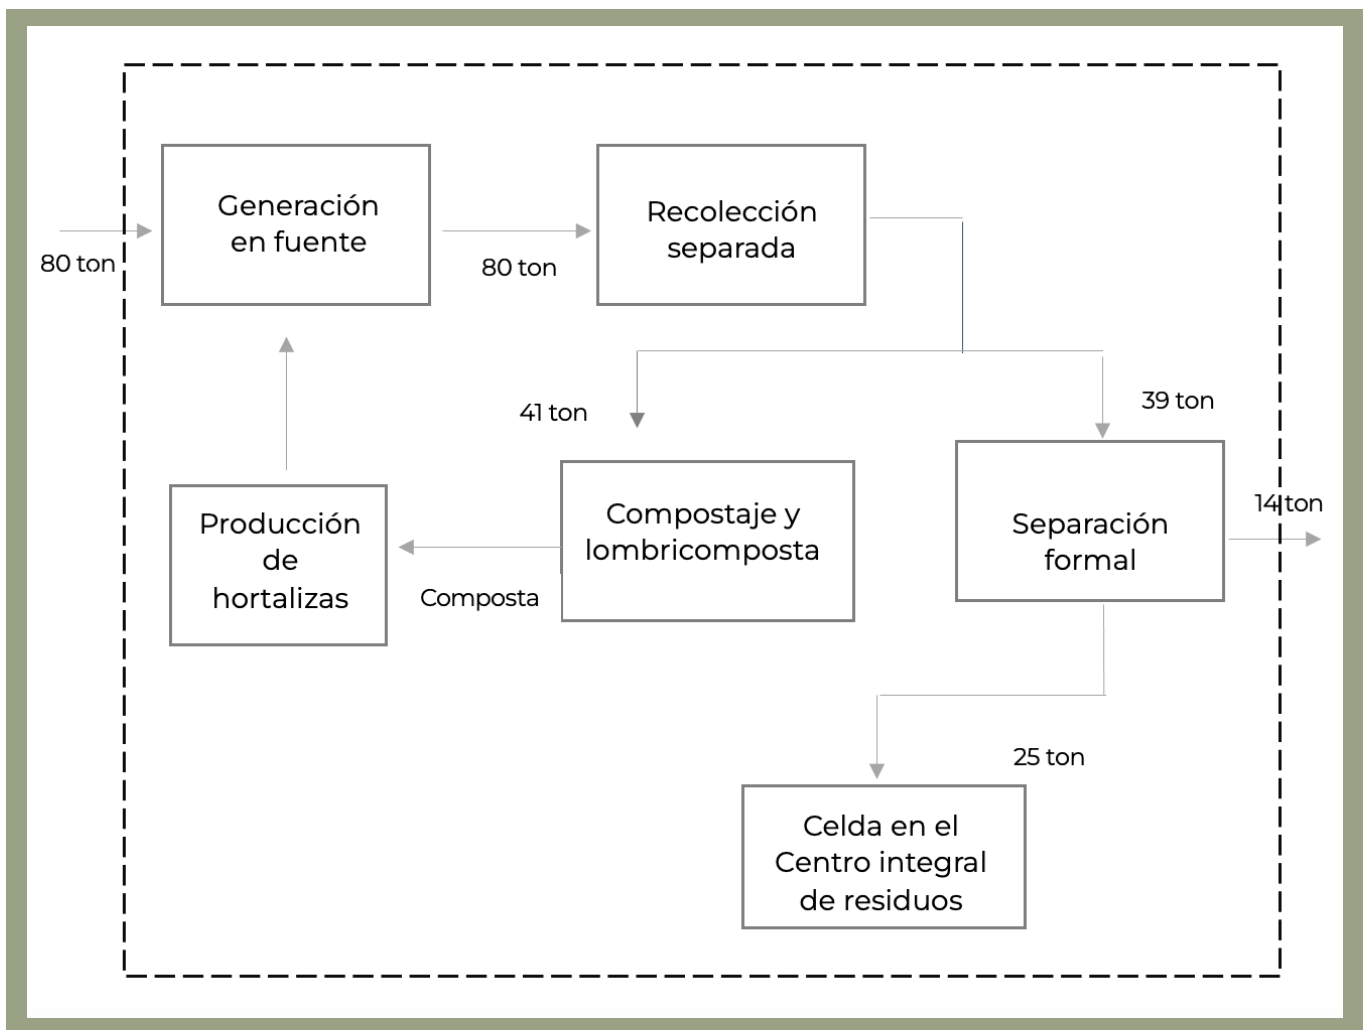 Generación
en fuente
Recolección
separada
80 ton
80 ton
41 ton
39 ton
Compostaje y
lombricomposta
Separación
formal
14 ton
Producción
de
hortalizas
Composta
25 ton
Celda en el
Centro integral
de residuos